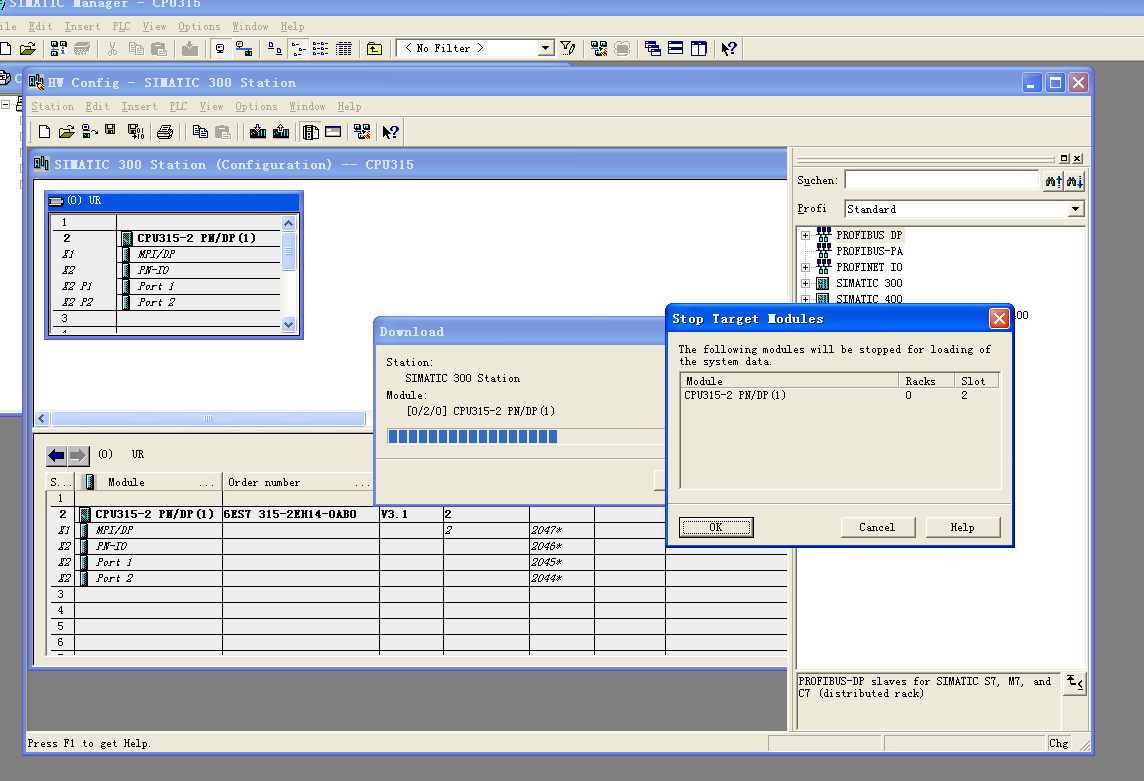 SIMATIC Manager - CPU315
Edit Insert PLC View Options Window Help
< No Filter >
HW Config - SIMATIC 300 Station
Station Edit Insert PLC View Options Window Help
SIMATIC 300 Station (Configuration) -- CPU315
(0) UR
1
2 CPU315-2 PN/DP(1)
X1 MPI/DP
X2 PN-IO
X2 P1 Port 1
X2 P2 Port 2
3
4
Suchen:
Profi Standard
PROFIBUS DP
PROFIBUS-PA
PROFINET IO
SIMATIC 300
SIMATIC 400
00
Download
Station:
SIMATIC 300 Station
Module:
[0/2/0] CPU315-2 PN/DP(1)
Stop Target Modules
The following modules will be stopped for loading of
the system data.
Module Racks Slot
CPU315-2 PN/DP(1) 0 2
OK Cancel Help
(0) UR
S... Module ... Order number ...
1
2 CPU315-2 PN/DP(1) 6ES7 315-2EH14-0AB0 V3.1 2
X1 MPI/DP 2 2047*
X2 PN-IO 2046*
X2 Port 1 2045*
X2 Port 2 2044*
3
4
5
6
PROFIBUS-DP slaves for SIMATIC S7, M7, and
C7 (distributed rack)
Press F1 to get Help.
Chg